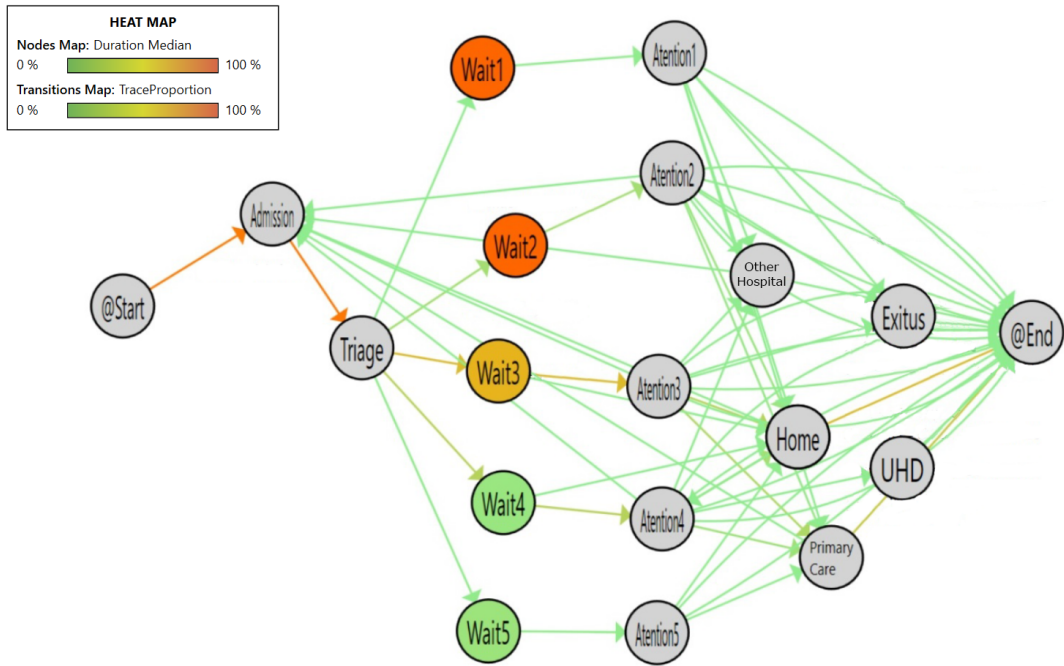 HEAT MAP
Nodes Map: Duration Median
0 %
100 %
Transitions Map: TraceProportion
0 %
100 %
Wait1
Atention1
Atention2
Admission
Wait2
Other
Hospital
@Start
Exitus
@End
Triage
Wait3
Atention3
Home
UHD
Wait4
Atention4
Primary
Care
Wait5
Atention5